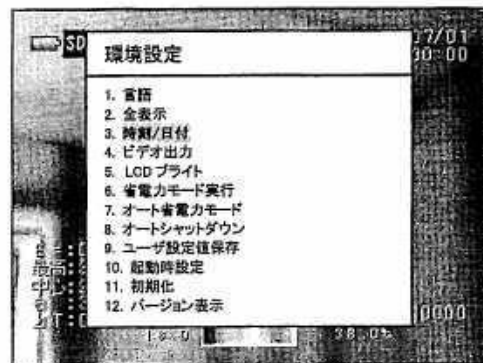 SD
7/01
00:00
環境設定
1. 言語
2. 全表示
3. 時刻/日付
4. ビデオ出力
5. LCD ブライト
6. 省電力モード実行
7. オート省電力モード
8. オートシャットダウン
9. ユーザ設定値保存
10. 起動時設定
11. 初期化
12. バージョン表示
最高
中
0000
38.0%